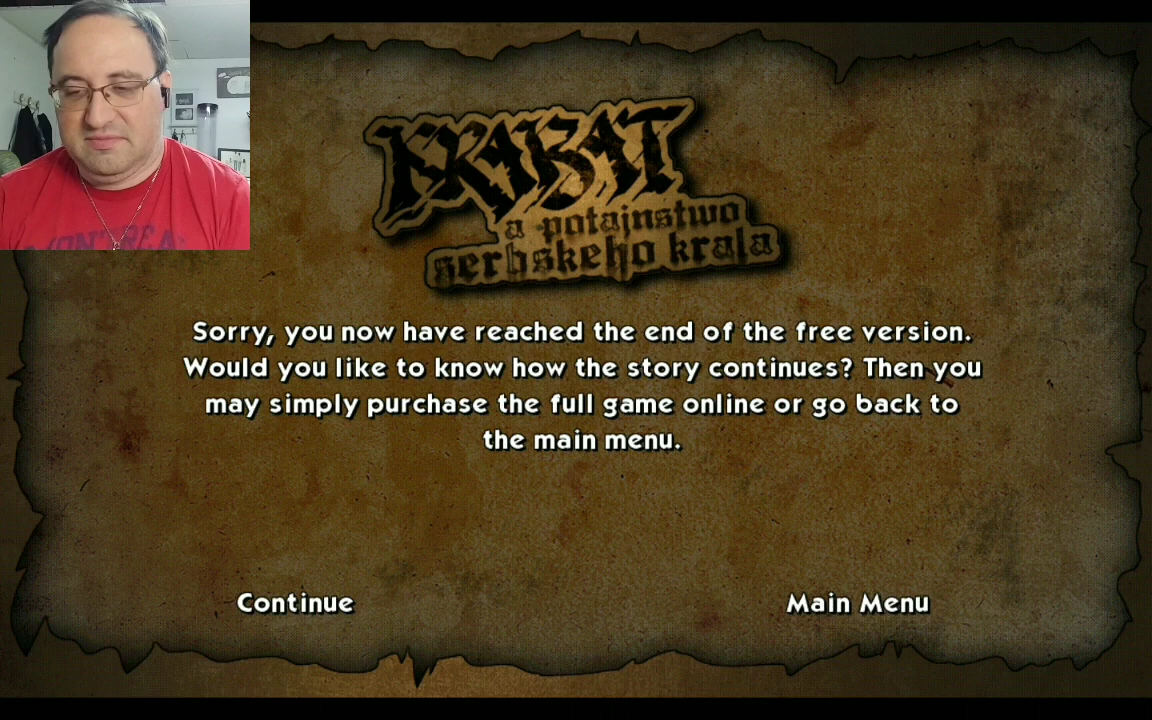 KRABAT
a potajnstwo
serbskeho krala
MONTREA
Sorry, you now have reached the end of the free version.
Would you like to know how the story continues? Then you
may simply purchase the full game online or go back to
the main menu.
Continue
Main Menu